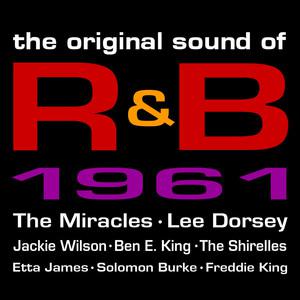 the original sound of
R&B
1961
The Miracles · Lee Dorsey
Jackie Wilson · Ben E. King · The Shirelles
Etta James · Solomon Burke · Freddie King